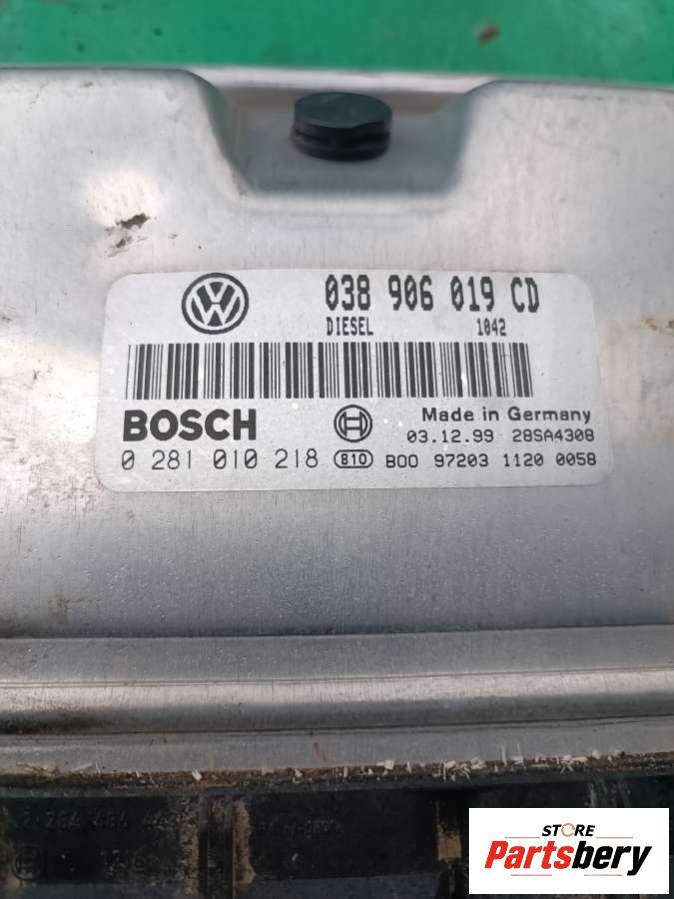 038 906 019 CD
DIESEL 1042
BOSCH
Made in Germany
03.12.99 28SA4308
0 281 010 218 810 B00 97203 1120 0058
STORE
Partsbery